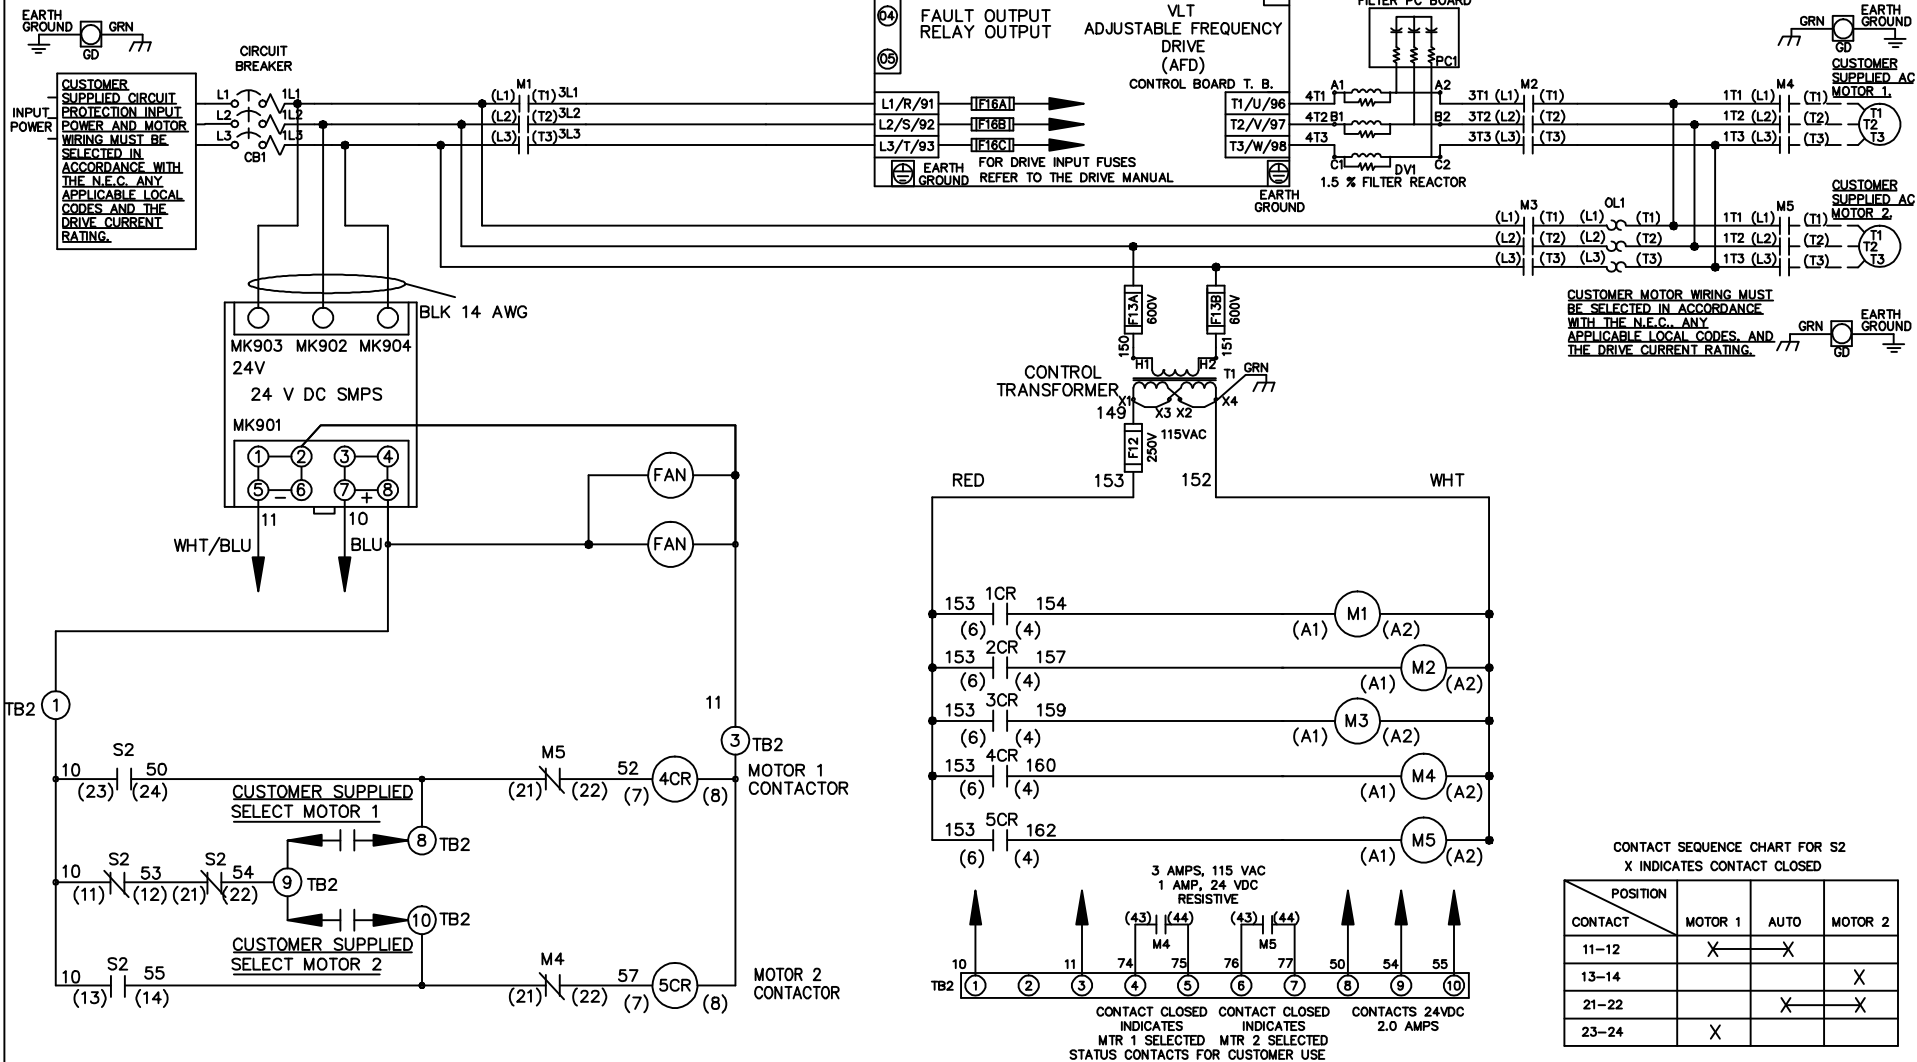 EARTH
GROUND
GRN
GD
CIRCUIT
BREAKER
INPUT
POWER
CUSTOMER
SUPPLIED CIRCUIT
PROTECTION INPUT
POWER AND MOTOR
WIRING MUST BE
SELECTED IN
ACCORDANCE WITH
THE N.E.C. ANY
APPLICABLE LOCAL
CODES AND THE
DRIVE CURRENT
RATING.
L1 1L1
L2 1L2
L3 1L3
CB1
M1
(L1) (T1) 3L1
(L2) (T2) 3L2
(L3) (T3) 3L3
04 FAULT OUTPUT
RELAY OUTPUT
05
VLT
ADJUSTABLE FREQUENCY
DRIVE
(AFD)
CONTROL BOARD T. B.
L1/R/91 F16A T1/U/96
L2/S/92 F16B T2/V/97
L3/T/93 F16C T3/W/98
EARTH
GROUND
FOR DRIVE INPUT FUSES
REFER TO THE DRIVE MANUAL
EARTH
GROUND
FILTER PC BOARD
PC1
4T1 A1 A2
4T2 B1 B2
4T3 C1 C2
DV1
1.5 % FILTER REACTOR
M2
3T1 (L1) (T1)
3T2 (L2) (T2)
3T3 (L3) (T3)
M4
1T1 (L1) (T1)
1T2 (L2) (T2)
1T3 (L3) (T3)
T1
T2
T3
GRN
GD
EARTH
GROUND
CUSTOMER
SUPPLIED AC
MOTOR 1.
CUSTOMER
SUPPLIED AC
MOTOR 2.
M3 OL1 M5
(L1) (T1) (L1) (T1) 1T1 (L1) (T1)
(L2) (T2) (L2) (T2) 1T2 (L2) (T2)
(L3) (T3) (L3) (T3) 1T3 (L3) (T3)
T1
T2
T3
CUSTOMER MOTOR WIRING MUST
BE SELECTED IN ACCORDANCE
WITH THE N.E.C., ANY
APPLICABLE LOCAL CODES, AND
THE DRIVE CURRENT RATING.
GRN
GD
EARTH
GROUND
BLK 14 AWG
MK903 MK902 MK904
24V
24 V DC SMPS
MK901
1 2 3 4
5 - 6 7 + 8
11 10
WHT/BLU BLU
FAN
FAN
F13A 600V
F13B 600V
150 151
H1 H2
CONTROL
TRANSFORMER
T1 GRN
X1 X3 X2 X4
149
115VAC
F12 250V
RED 153 152 WHT
153 1CR 154 M1
(6) (4) (A1) (A2)
153 2CR 157 M2
(6) (4) (A1) (A2)
153 3CR 159 M3
(6) (4) (A1) (A2)
153 4CR 160 M4
(6) (4) (A1) (A2)
153 5CR 162 M5
(6) (4) (A1) (A2)
TB2 1
11
3 TB2
10 S2 50 M5 52 4CR
(23) (24) (21) (22) (7) (8)
MOTOR 1
CONTACTOR
CUSTOMER SUPPLIED
SELECT MOTOR 1
8 TB2
10 S2 53 S2 54 9 TB2
(11) (12) (21) (22)
10 TB2
CUSTOMER SUPPLIED
SELECT MOTOR 2
10 S2 55 M4 57 5CR
(13) (14) (21) (22) (7) (8)
MOTOR 2
CONTACTOR
3 AMPS, 115 VAC
1 AMP, 24 VDC
RESISTIVE
(43) (44) (43) (44)
M4 M5
10 11 74 75 76 77 50 54 55
TB2 1 2 3 4 5 6 7 8 9 10
CONTACT CLOSED
INDICATES
MTR 1 SELECTED
CONTACT CLOSED
INDICATES
MTR 2 SELECTED
CONTACTS 24VDC
2.0 AMPS
STATUS CONTACTS FOR CUSTOMER USE
CONTACT SEQUENCE CHART FOR S2
X INDICATES CONTACT CLOSED
POSITION
CONTACT MOTOR 1 AUTO MOTOR 2
11-12 X X
13-14 X
21-22 X X
23-24 X